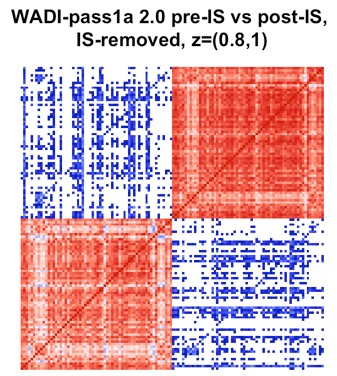 WADI-pass1a 2.0 pre-IS vs post-IS,
IS-removed, z=(0.8,1)